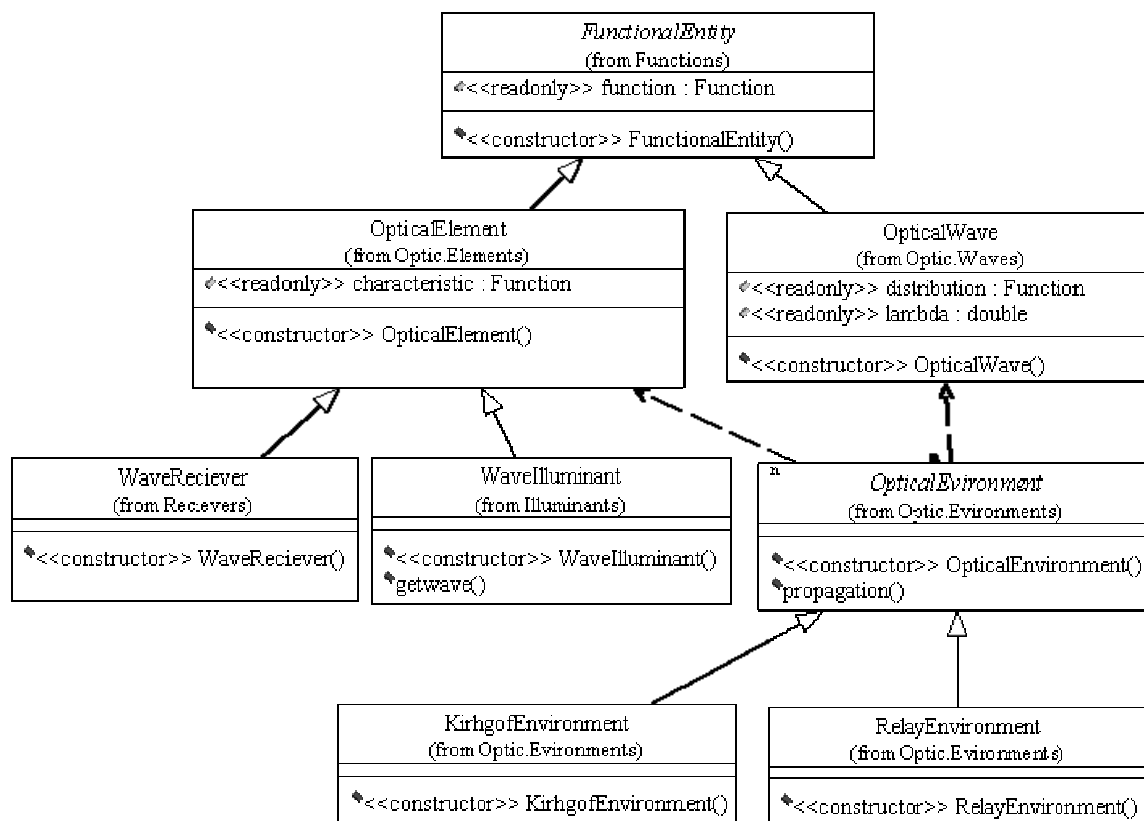 FunctionalEntity
(from Functions)
<<readonly>> function : Function
<<constructor>> FunctionalEntity()
OpticalElement
(from Optic.Elements)
<<readonly>> characteristic : Function
<<constructor>> OpticalElement()
OpticalWave
(from Optic.Waves)
<<readonly>> distribution : Function
<<readonly>> lambda : double
<<constructor>> OpticalWave()
WaveReciever
(from Recievers)
<<constructor>> WaveReciever()
WaveIlluminant
(from Illuminants)
<<constructor>> WaveIlluminant()
getwave()
n
OpticalEvironment
(from Optic.Evironments)
<<constructor>> OpticalEnvironment()
propagation()
KirhgofEnvironment
(from Optic.Evironments)
<<constructor>> KirhgofEnvironment()
RelayEnvironment
(from Optic.Evironments)
<<constructor>> RelayEnvironment()